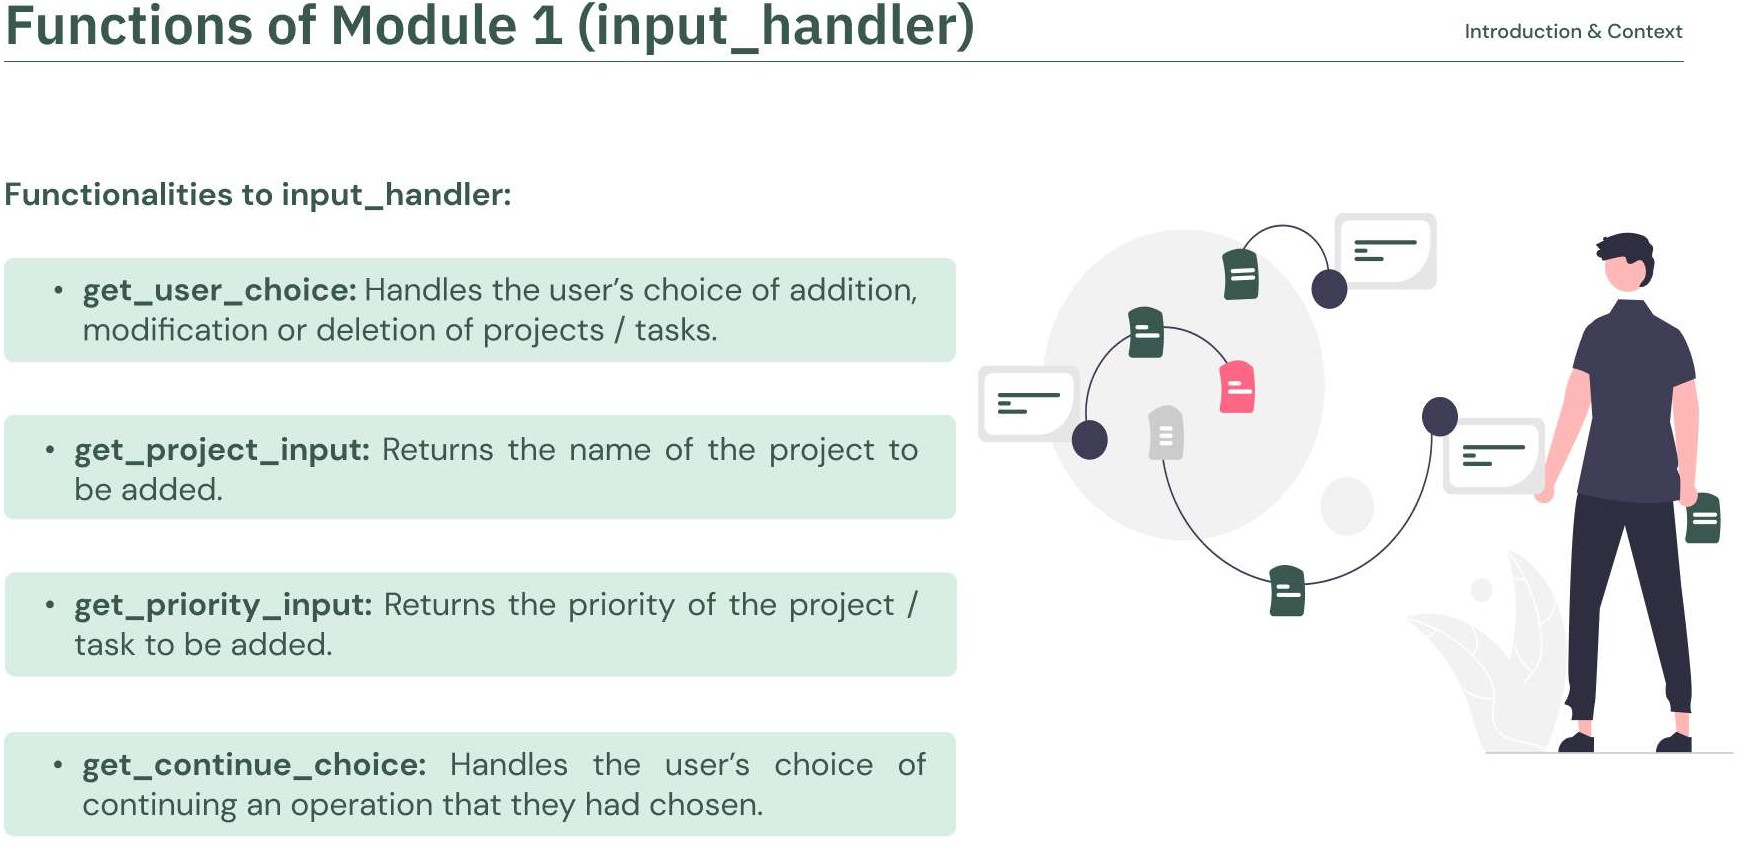 Functions of Module 1 (input_handler)
Introduction & Context
Functionalities to input_handler:
• get_user_choice: Handles the user’s choice of addition,
modification or deletion of projects / tasks.
• get_project_input: Returns the name of the project to
be added.
• get_priority_input: Returns the priority of the project /
task to be added.
• get_continue_choice: Handles the user’s choice of
continuing an operation that they had chosen.